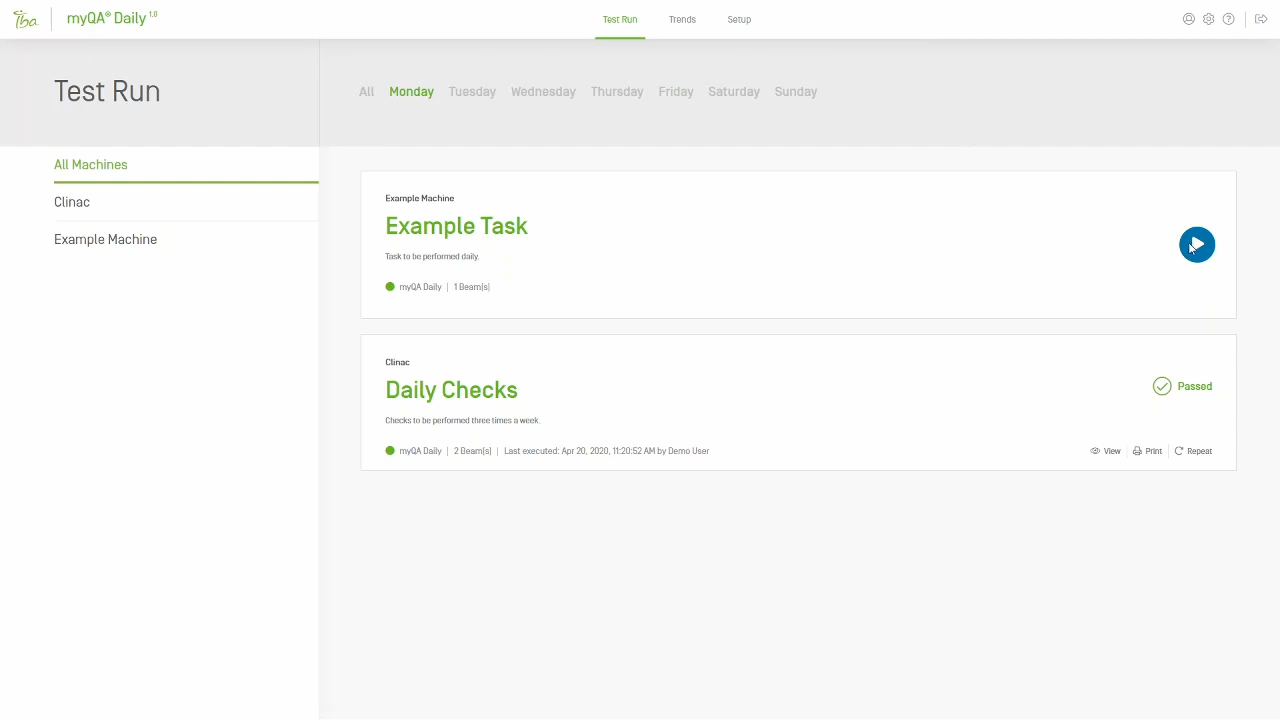 iba
myQA® Daily 1.0
Test Run Trends Setup
Test Run
All Monday Tuesday Wednesday Thursday Friday Saturday Sunday
All Machines
Clinac
Example Machine
Example Machine
Example Task
Task to be performed daily.
myQA Daily | 1 Beam(s)
Clinac
Daily Checks
Passed
Checks to be performed three times a week.
myQA Daily | 2 Beam(s) | Last executed: Apr 20, 2020, 11:20:52 AM by Demo User
View Print Repeat